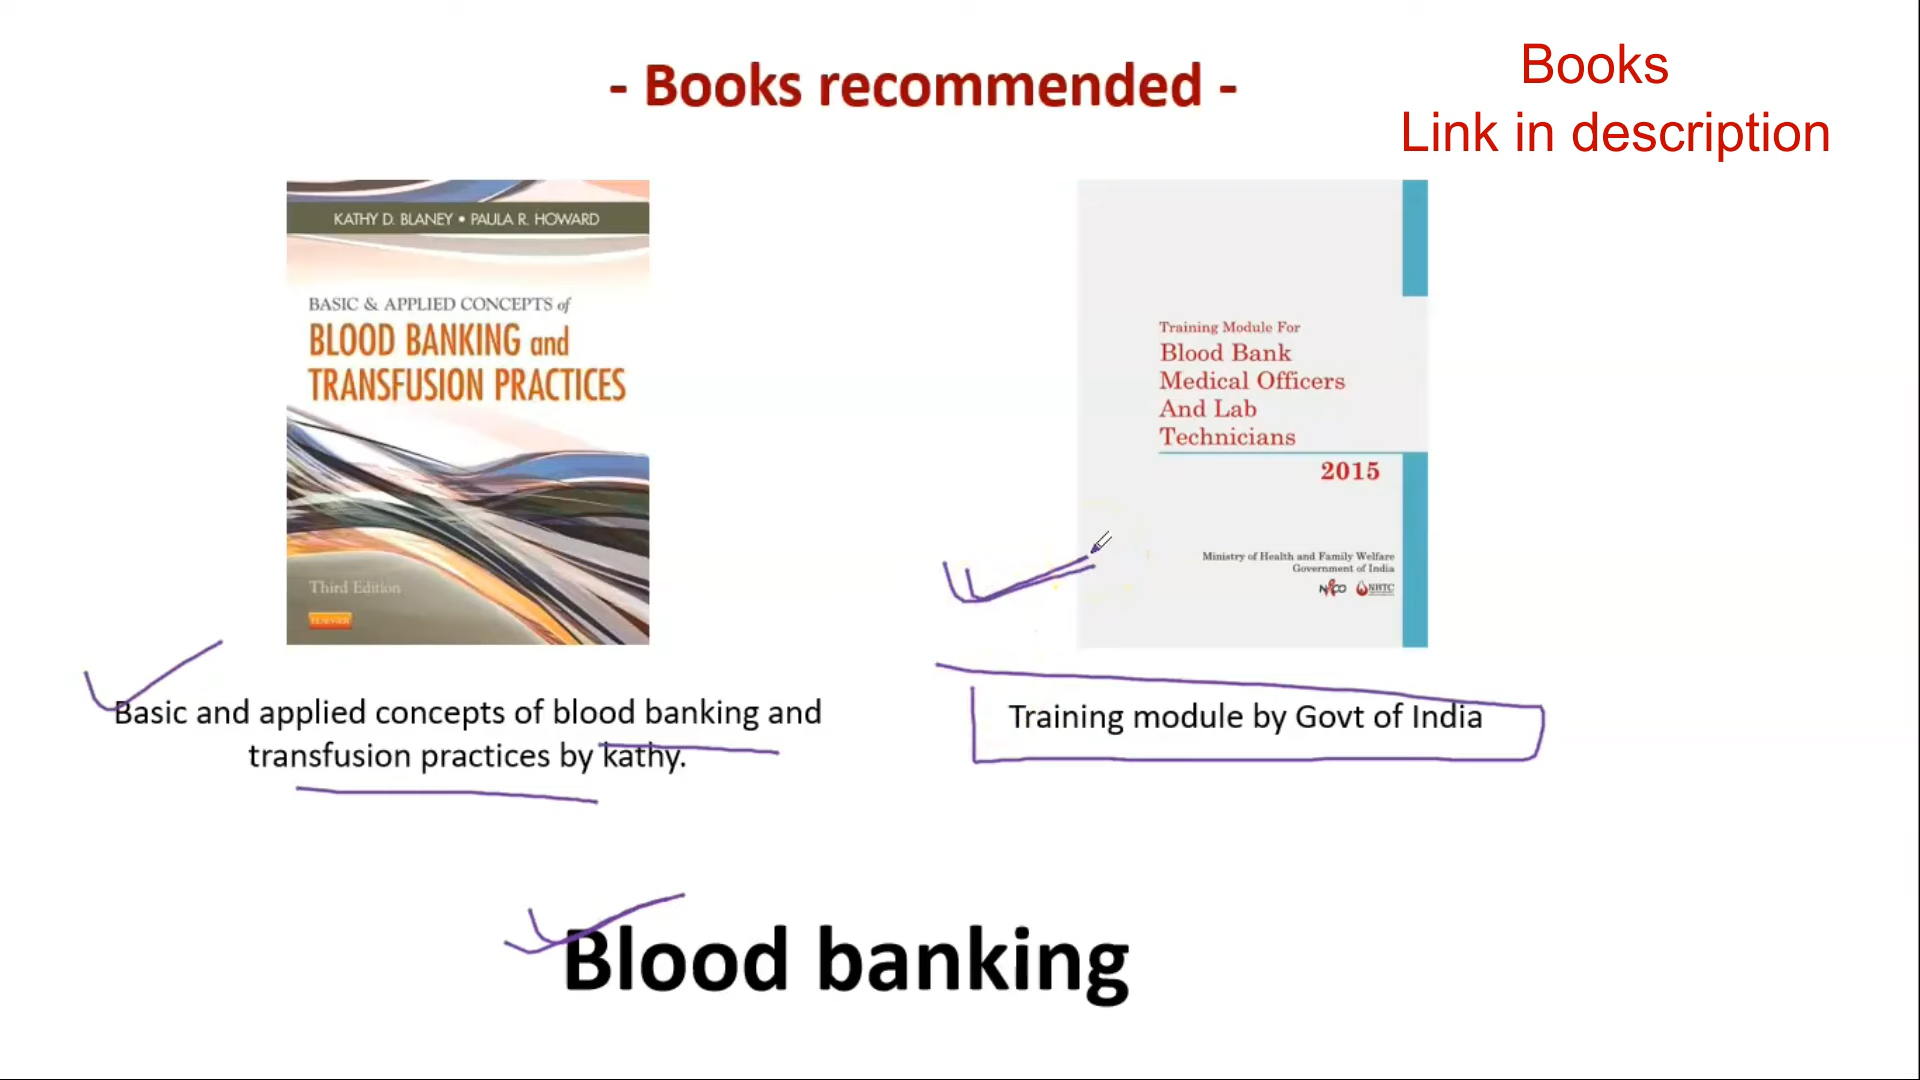 - Books recommended -
Books
Link in description
KATHY D. BLANEY • PAULA R. HOWARD
BASIC & APPLIED CONCEPTS of
BLOOD BANKING and
TRANSFUSION PRACTICES
Third Edition
ELSEVIER
Basic and applied concepts of blood banking and
transfusion practices by kathy.
Training Module For
Blood Bank
Medical Officers
And Lab
Technicians
2015
Ministry of Health and Family Welfare
Government of India
NACO NBTC
Training module by Govt of India
Blood banking